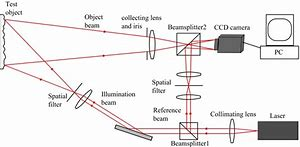 Test
object
Object
beam
collecting lens
and iris
Beamsplitter2
CCD camera
PC
Spatial
filter
Illumination
beam
Spatial
filter
Reference
beam
Collimating lens
Laser
Beamsplitter1